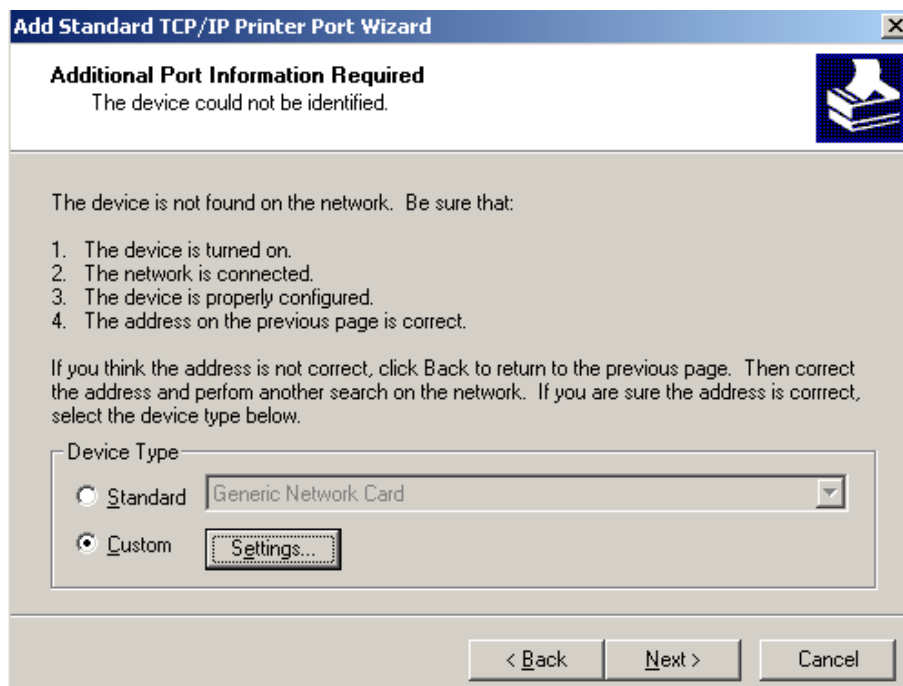 Add Standard TCP/IP Printer Port Wizard
Additional Port Information Required
The device could not be identified.
The device is not found on the network.  Be sure that:
1.  The device is turned on.
2.  The network is connected.
3.  The device is properly configured.
4.  The address on the previous page is correct.
If you think the address is not correct, click Back to return to the previous page.  Then correct
the address and perfom another search on the network.  If you are sure the address is corrrect,
select the device type below.
Device Type
Standard
Generic Network Card
Custom
Settings...
< Back
Next >
Cancel